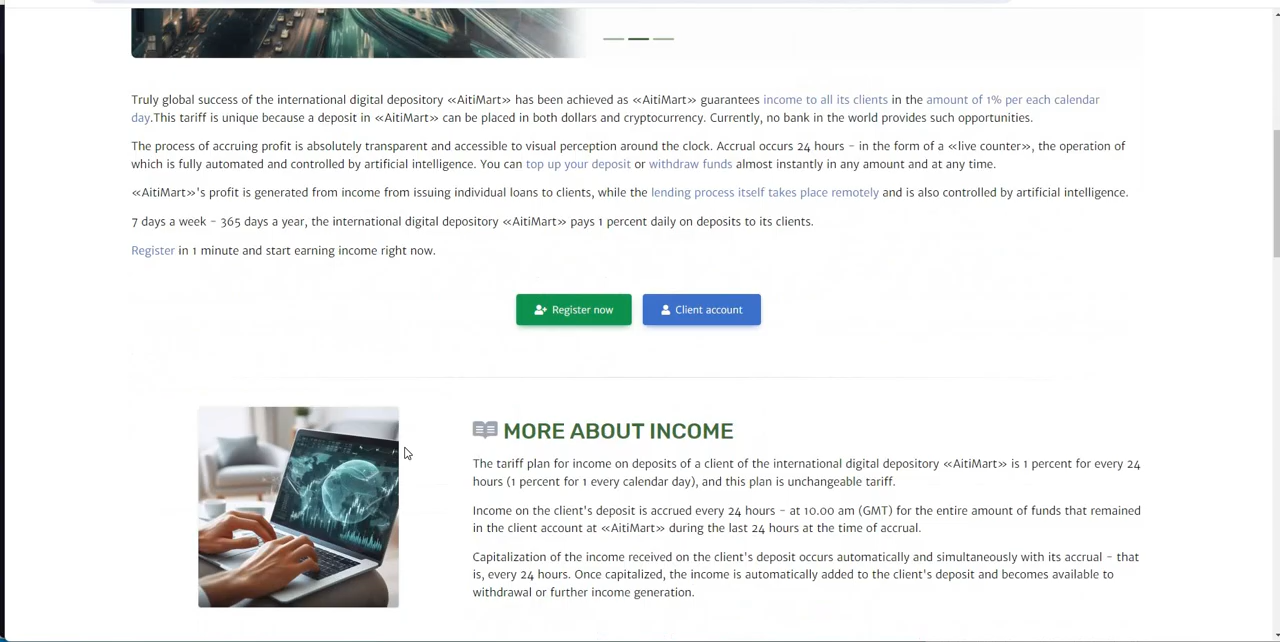 Truly global success of the international digital depository «AitiMart» has been achieved as «AitiMart» guarantees income to all its clients in the amount of 1% per each calendar
day.This tariff is unique because a deposit in «AitiMart» can be placed in both dollars and cryptocurrency. Currently, no bank in the world provides such opportunities.
The process of accruing profit is absolutely transparent and accessible to visual perception around the clock. Accrual occurs 24 hours - in the form of a «live counter», the operation of
which is fully automated and controlled by artificial intelligence. You can top up your deposit or withdraw funds almost instantly in any amount and at any time.
«AitiMart»'s profit is generated from income from issuing individual loans to clients, while the lending process itself takes place remotely and is also controlled by artificial intelligence.
7 days a week - 365 days a year, the international digital depository «AitiMart» pays 1 percent daily on deposits to its clients.
Register in 1 minute and start earning income right now.
Register now
Client account
MORE ABOUT INCOME
The tariff plan for income on deposits of a client of the international digital depository «AitiMart» is 1 percent for every 24
hours (1 percent for 1 every calendar day), and this plan is unchangeable tariff.
Income on the client's deposit is accrued every 24 hours - at 10.00 am (GMT) for the entire amount of funds that remained
in the client account at «AitiMart» during the last 24 hours at the time of accrual.
Capitalization of the income received on the client's deposit occurs automatically and simultaneously with its accrual - that
is, every 24 hours. Once capitalized, the income is automatically added to the client's deposit and becomes available to
withdrawal or further income generation.